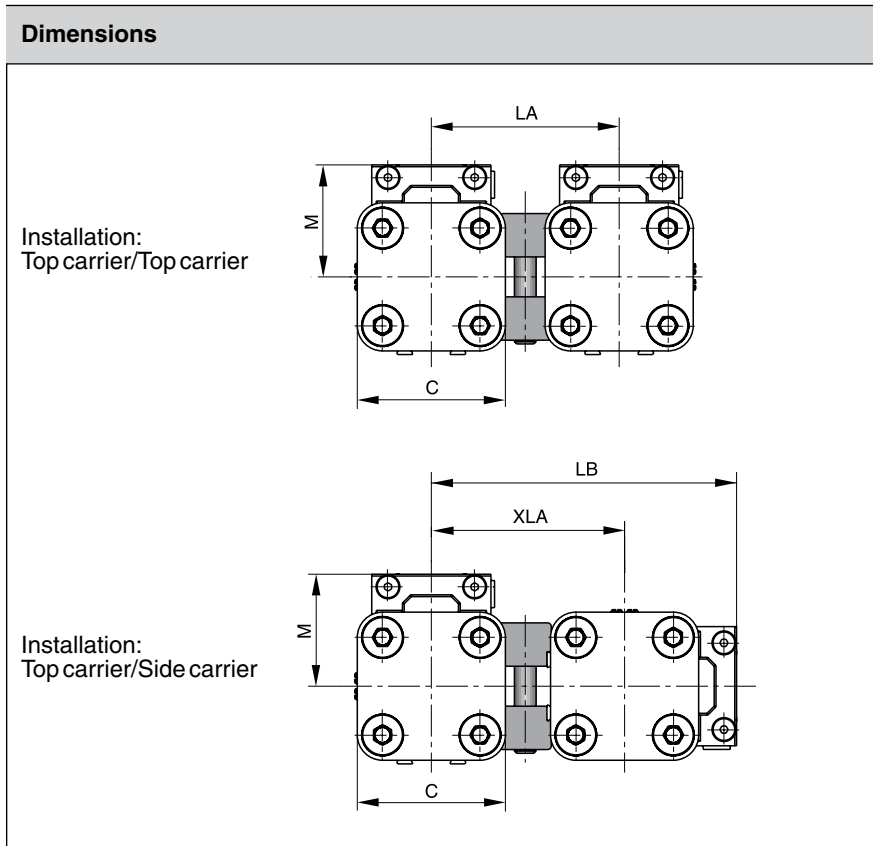 Dimensions
LA
M
Installation:
Top carrier/Top carrier
C
LB
XLA
M
Installation:
Top carrier/Side carrier
C